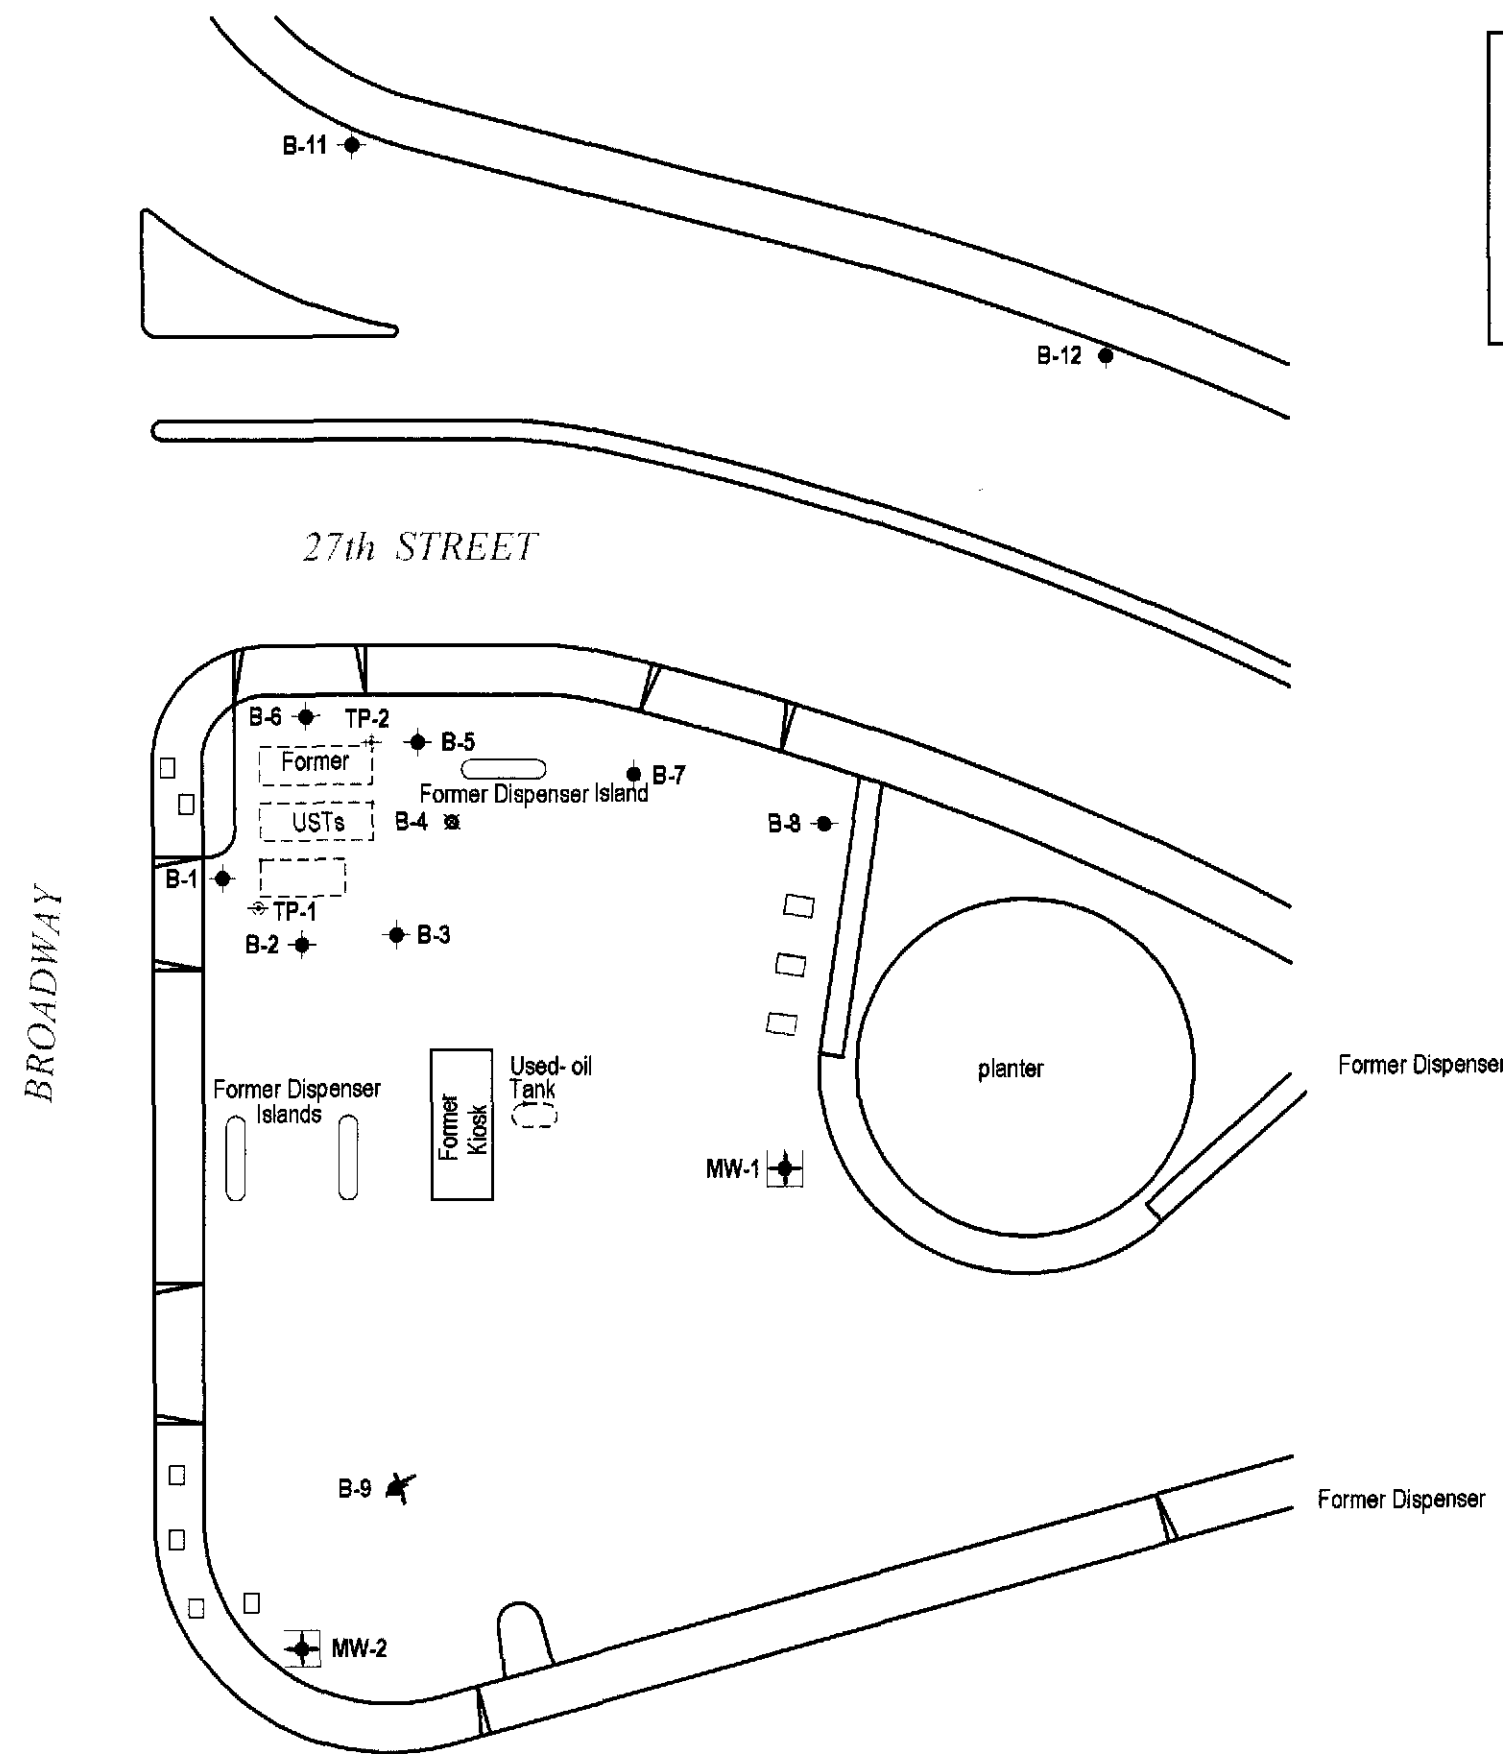 B-11
B-12
27th STREET
B-6
TP-2
B-5
Former
B-7
Former Dispenser Island
USTs
B-4
B-8
B-1
TP-1
B-2
B-3
BROADWAY
Former Dispenser
Islands
Former
Kiosk
Used- oil
Tank
planter
Former Dispenser
MW-1
B-9
Former Dispenser
MW-2